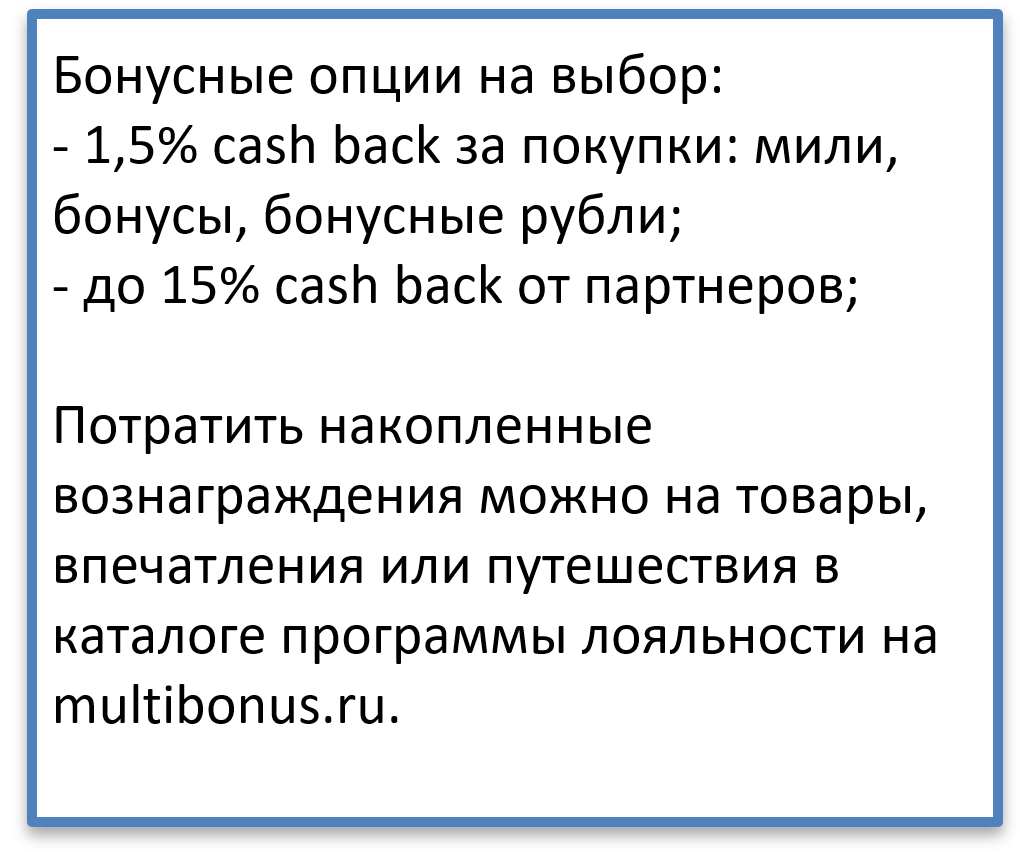 Бонусные опции на выбор:
- 1,5% cash back за покупки: мили,
бонусы, бонусные рубли;
- до 15% cash back от партнеров;
Потратить накопленные
вознаграждения можно на товары,
впечатления или путешествия в
каталоге программы лояльности на
multibonus.ru.